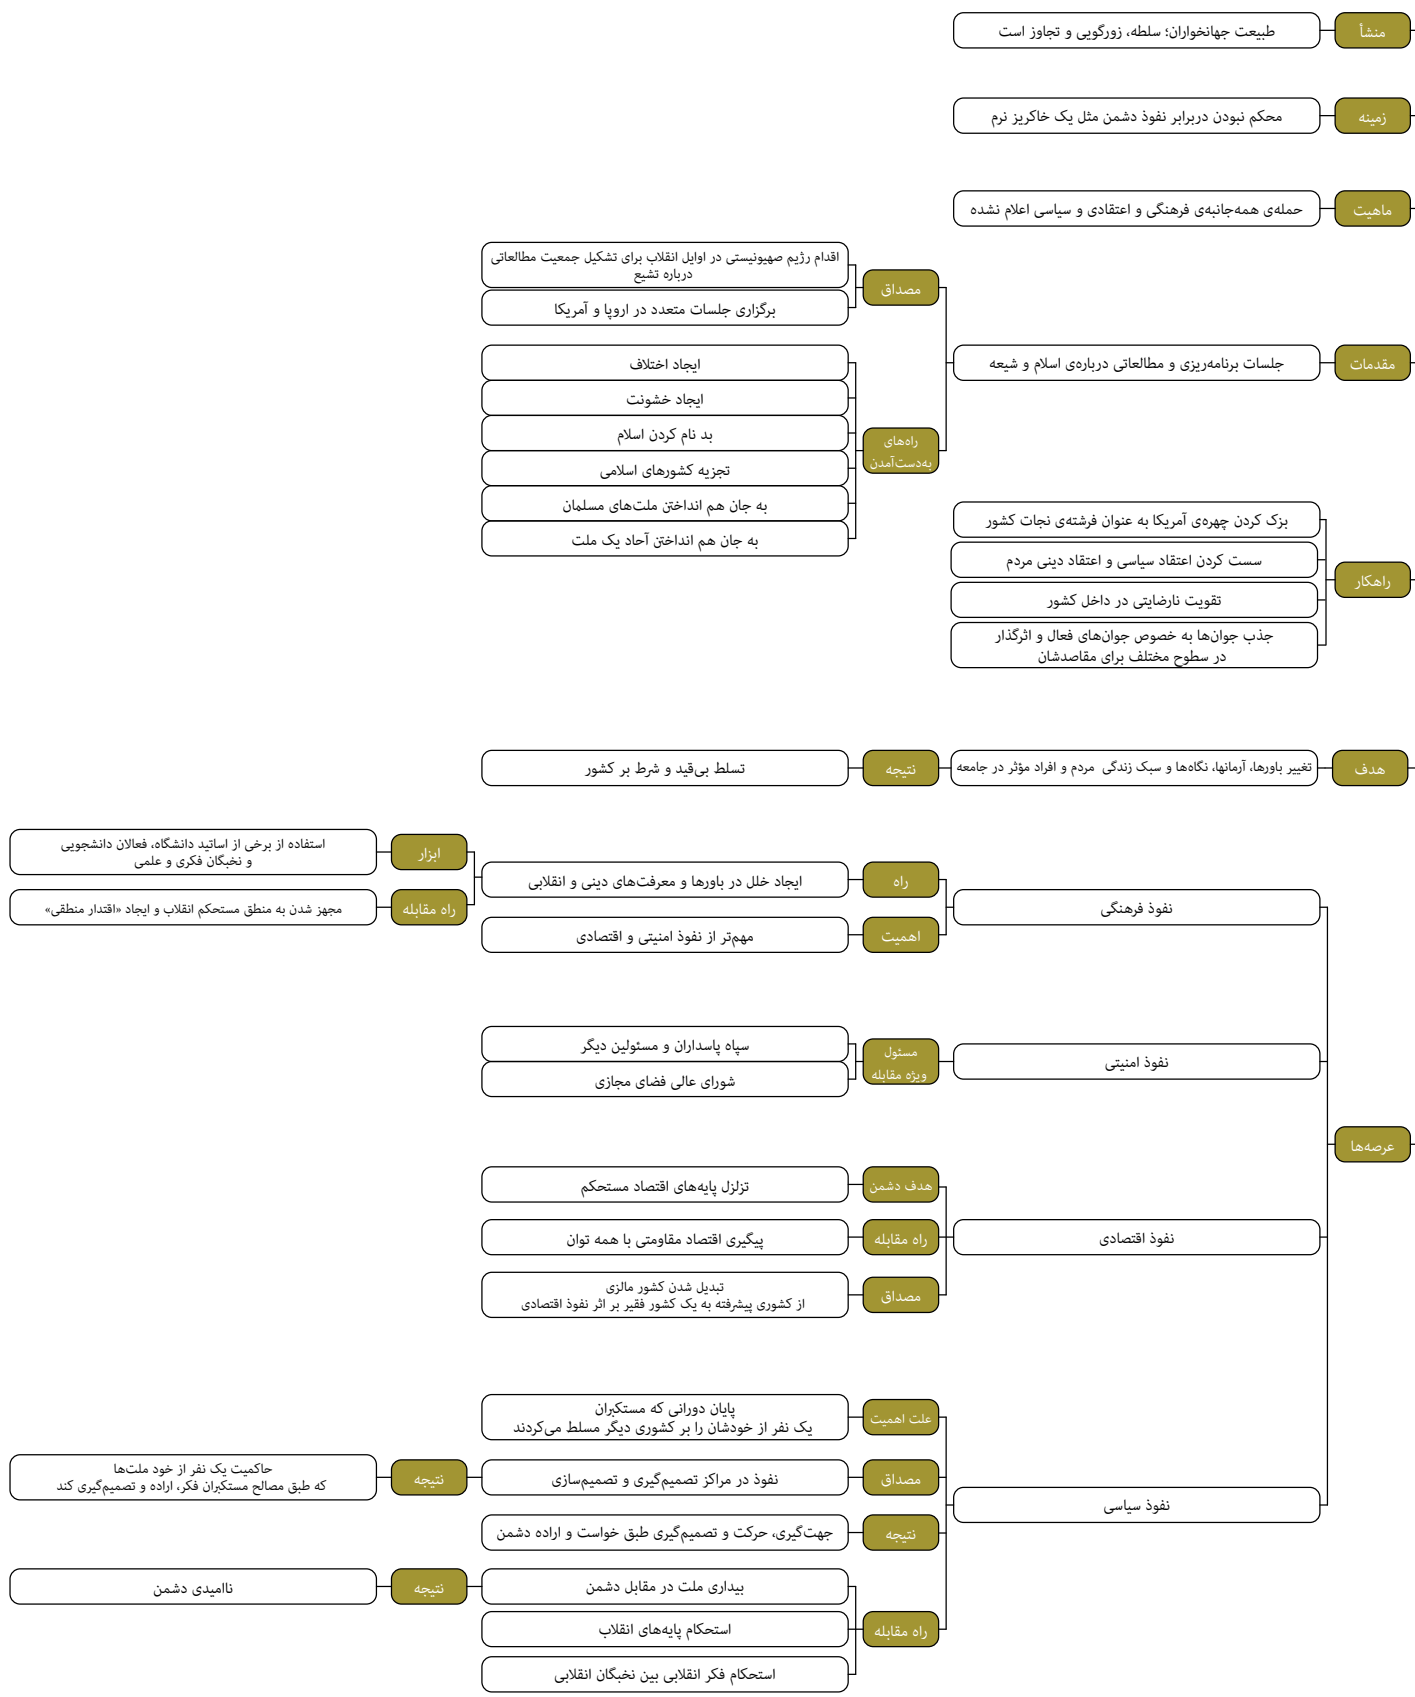 منشأ
طبیعت جهانخواران؛ سلطه، زورگویی و تجاوز است
زمینه
محکم نبودن دربرابر نفوذ دشمن مثل یک خاکریز نرم
ماهیت
حمله‌ی همه‌جانبه‌ی فرهنگی و اعتقادی و سیاسی اعلام نشده
مقدمات
جلسات برنامه‌ریزی و مطالعاتی درباره‌ی اسلام و شیعه
مصداق
اقدام رژیم صهیونیستی در اوایل انقلاب برای تشکیل جمعیت مطالعاتی
درباره تشیع
برگزاری جلسات متعدد در اروپا و آمریکا
راه‌های
به‌دست‌آمدن
ایجاد اختلاف
ایجاد خشونت
بد نام کردن اسلام
تجزیه کشورهای اسلامی
به جان هم انداختن ملت‌های مسلمان
به جان هم انداختن آحاد یک ملت
راهکار
بزک کردن چهره‌ی آمریکا به عنوان فرشته‌ی نجات کشور
سست کردن اعتقاد سیاسی و اعتقاد دینی مردم
تقویت نارضایتی در داخل کشور
جذب جوان‌ها به خصوص جوان‌های فعال و اثرگذار
در سطوح مختلف برای مقاصدشان
هدف
تغییر باورها، آرمانها، نگاه‌ها و سبک زندگی مردم و افراد مؤثر در جامعه
نتیجه
تسلط بی‌قید و شرط بر کشور
عرصه‌ها
نفوذ فرهنگی
راه
ایجاد خلل در باورها و معرفت‌های دینی و انقلابی
ابزار
استفاده از برخی از اساتید دانشگاه، فعالان دانشجویی
و نخبگان فکری و علمی
راه مقابله
مجهز شدن به منطق مستحکم انقلاب و ایجاد «اقتدار منطقی»
اهمیت
مهم‌تر از نفوذ امنیتی و اقتصادی
نفوذ امنیتی
مسئول
ویژه مقابله
سپاه پاسداران و مسئولین دیگر
شورای عالی فضای مجازی
نفوذ اقتصادی
هدف دشمن
تزلزل پایه‌های اقتصاد مستحکم
راه مقابله
پیگیری اقتصاد مقاومتی با همه توان
مصداق
تبدیل شدن کشور مالزی
از کشوری پیشرفته به یک کشور فقیر بر اثر نفوذ اقتصادی
نفوذ سیاسی
علت اهمیت
پایان دورانی که مستکبران
یک نفر از خودشان را بر کشوری دیگر مسلط می‌کردند
مصداق
نفوذ در مراکز تصمیم‌گیری و تصمیم‌سازی
نتیجه
حاکمیت یک نفر از خود ملت‌ها
که طبق مصالح مستکبران فکر، اراده و تصمیم‌گیری کند
نتیجه
جهت‌گیری، حرکت و تصمیم‌گیری طبق خواست و اراده دشمن
راه مقابله
بیداری ملت در مقابل دشمن
نتیجه
ناامیدی دشمن
استحکام پایه‌های انقلاب
استحکام فکر انقلابی بین نخبگان انقلابی